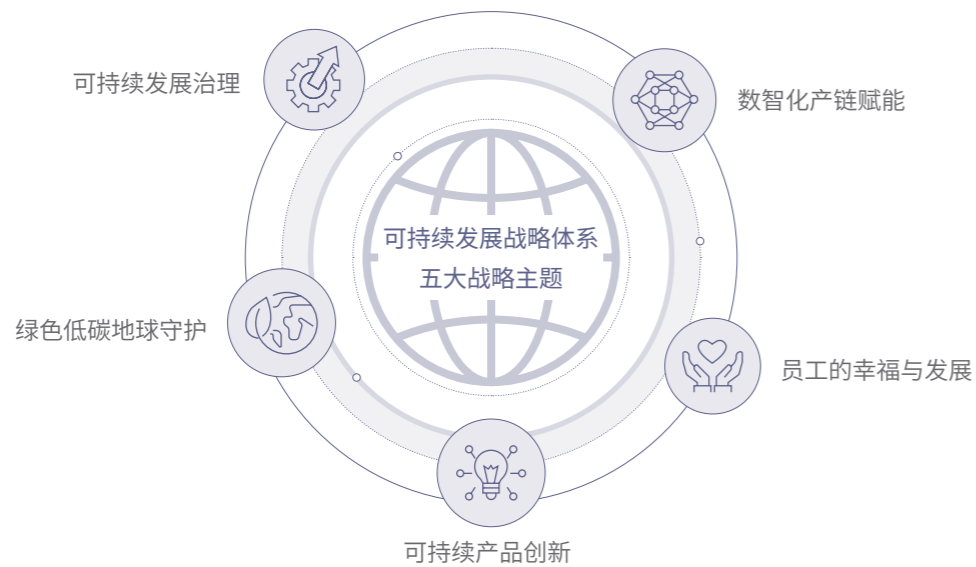 可持续发展治理
数智化产链赋能
可持续发展战略体系
五大战略主题
绿色低碳地球守护
员工的幸福与发展
可持续产品创新